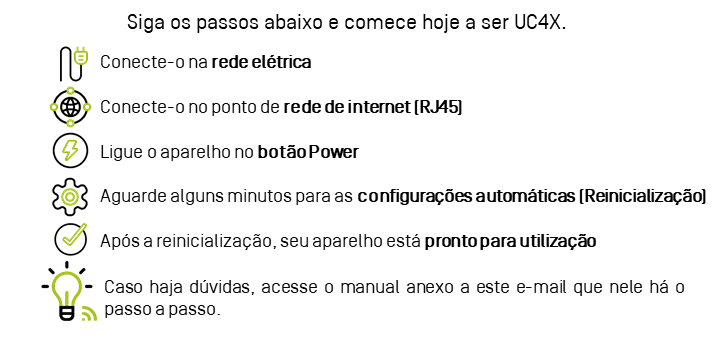 Siga os passos abaixo e comece hoje a ser UC4X.
Conecte-o na rede elétrica
Conecte-o no ponto de rede de internet (RJ45)
Ligue o aparelho no botão Power
Aguarde alguns minutos para as configurações automáticas (Reinicialização)
Após a reinicialização, seu aparelho está pronto para utilização
Caso haja dúvidas, acesse o manual anexo a este e-mail que nele há o
passo a passo.